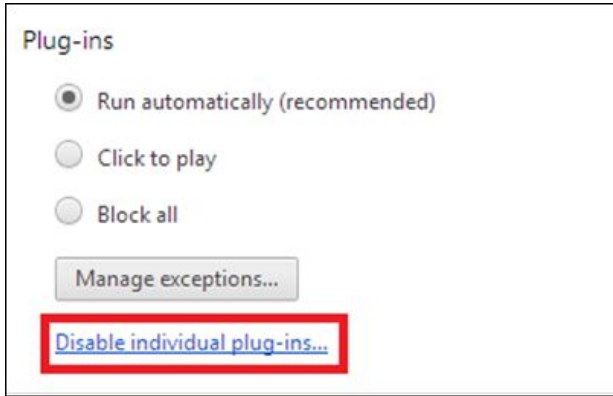 Plug-ins
Run automatically (recommended)
Click to play
Block all
Manage exceptions...
Disable individual plug-ins...